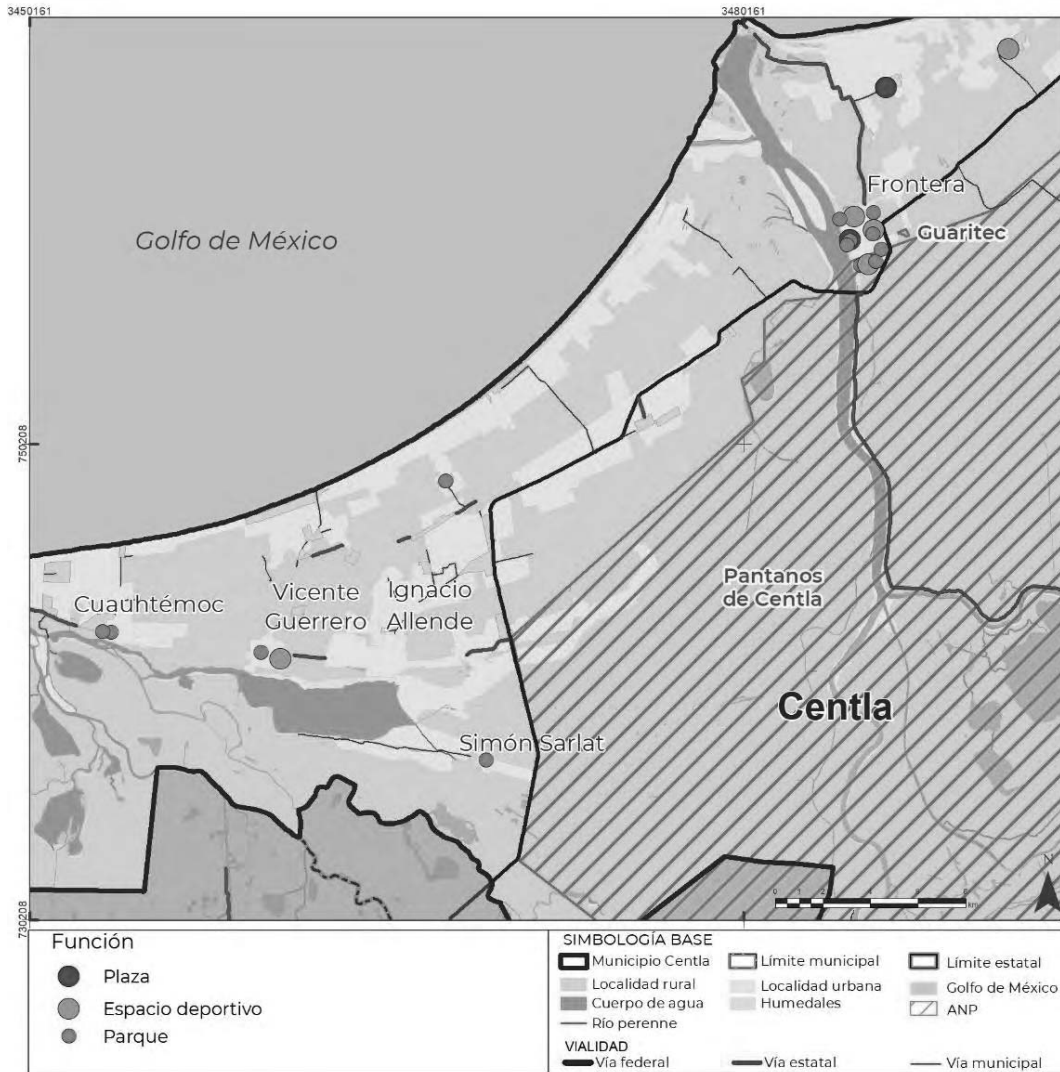 3450161
3480161
Frontera
Golfo de México
Guaritec
750208
Pantanos
de Centla
Vicente
Guerrero
Ignacio
Allende
Cuauhtémoc
Centla
Simón Sarlat
N
730208
km
Función
Plaza
Espacio deportivo
Parque
SIMBOLOGÍA BASE
Municipio Centla
Límite municipal
Límite estatal
Localidad rural
Localidad urbana
Golfo de México
Cuerpo de agua
Humedales
ANP
Río perenne
VIALIDAD
Vía federal
Vía estatal
Vía municipal